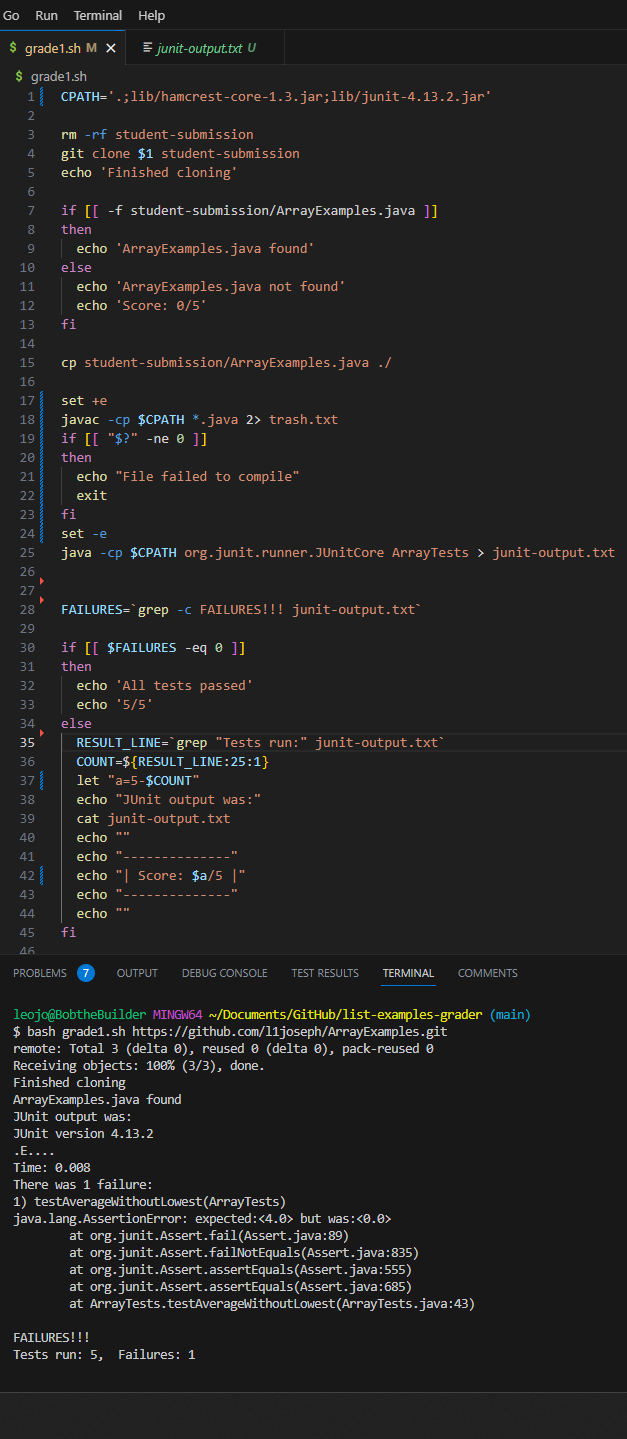 Go Run Terminal Help
$ grade1.sh M × junit-output.txt U
$ grade1.sh
1 CPATH='.;lib/hamcrest-core-1.3.jar;lib/junit-4.13.2.jar'
2
3 rm -rf student-submission
4 git clone $1 student-submission
5 echo 'Finished cloning'
6
7 if [[ -f student-submission/ArrayExamples.java ]]
8 then
9 echo 'ArrayExamples.java found'
10 else
11 echo 'ArrayExamples.java not found'
12 echo 'Score: 0/5'
13 fi
14
15 cp student-submission/ArrayExamples.java ./
16
17 set +e
18 javac -cp $CPATH *.java 2> trash.txt
19 if [[ "$?" -ne 0 ]]
20 then
21 echo "File failed to compile"
22 exit
23 fi
24 set -e
25 java -cp $CPATH org.junit.runner.JUnitCore ArrayTests > junit-output.txt
26
27
28 FAILURES=`grep -c FAILURES!!! junit-output.txt`
29
30 if [[ $FAILURES -eq 0 ]]
31 then
32 echo 'All tests passed'
33 echo '5/5'
34 else
35 RESULT_LINE=`grep "Tests run:" junit-output.txt`
36 COUNT=${RESULT_LINE:25:1}
37 let "a=5-$COUNT"
38 echo "JUnit output was:"
39 cat junit-output.txt
40 echo ""
41 echo "--------------"
42 echo "| Score: $a/5 |"
43 echo "--------------"
44 echo ""
45 fi
46
PROBLEMS 7 OUTPUT DEBUG CONSOLE TEST RESULTS TERMINAL COMMENTS
leojo@BobtheBuilder MINGW64 ~/Documents/GitHub/list-examples-grader (main)
$ bash grade1.sh https://github.com/l1joseph/ArrayExamples.git
remote: Total 3 (delta 0), reused 0 (delta 0), pack-reused 0
Receiving objects: 100% (3/3), done.
Finished cloning
ArrayExamples.java found
JUnit output was:
JUnit version 4.13.2
.E....
Time: 0.008
There was 1 failure:
1) testAverageWithoutLowest(ArrayTests)
java.lang.AssertionError: expected:<4.0> but was:<0.0>
at org.junit.Assert.fail(Assert.java:89)
at org.junit.Assert.failNotEquals(Assert.java:835)
at org.junit.Assert.assertEquals(Assert.java:555)
at org.junit.Assert.assertEquals(Assert.java:685)
at ArrayTests.testAverageWithoutLowest(ArrayTests.java:43)
FAILURES!!!
Tests run: 5,  Failures: 1